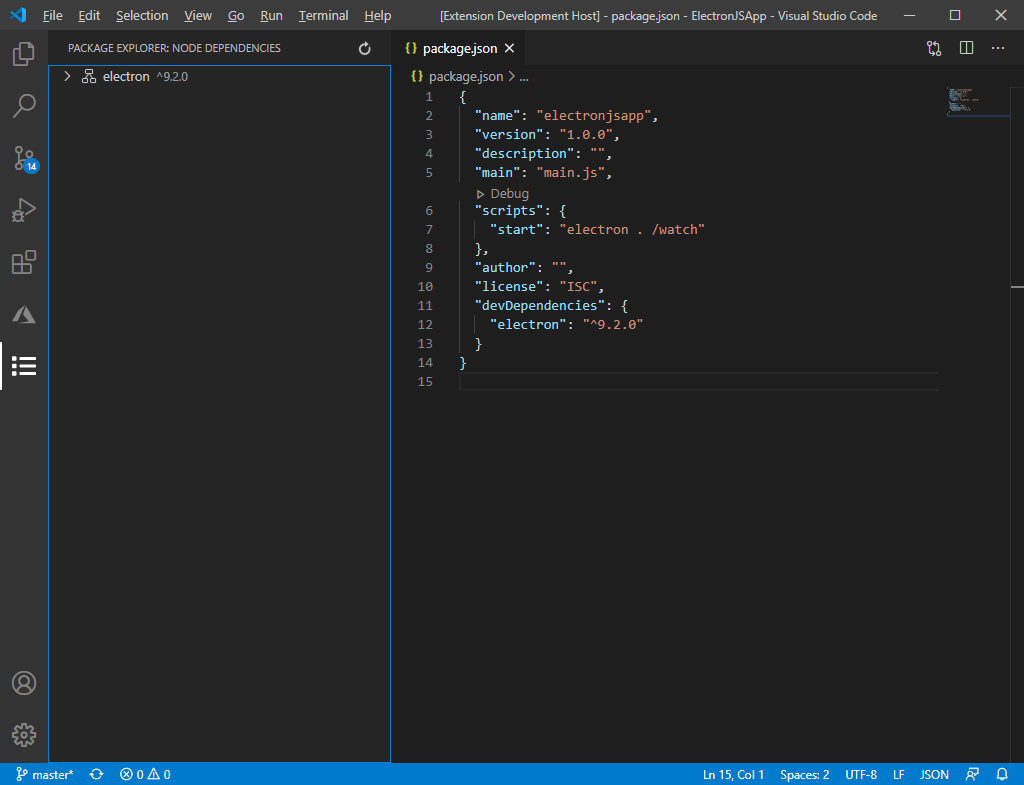 File Edit Selection View Go Run Terminal Help [Extension Development Host] - package.json - ElectronJSApp - Visual Studio Code
PACKAGE EXPLORER: NODE DEPENDENCIES
electron ^9.2.0
14
{} package.json
{} package.json > ...
1 {
2 "name": "electronjsapp",
3 "version": "1.0.0",
4 "description": "",
5 "main": "main.js",
Debug
6 "scripts": {
7 "start": "electron . /watch"
8 },
9 "author": "",
10 "license": "ISC",
11 "devDependencies": {
12 "electron": "^9.2.0"
13 }
14 }
15
master* 0 0 Ln 15, Col 1 Spaces: 2 UTF-8 LF JSON